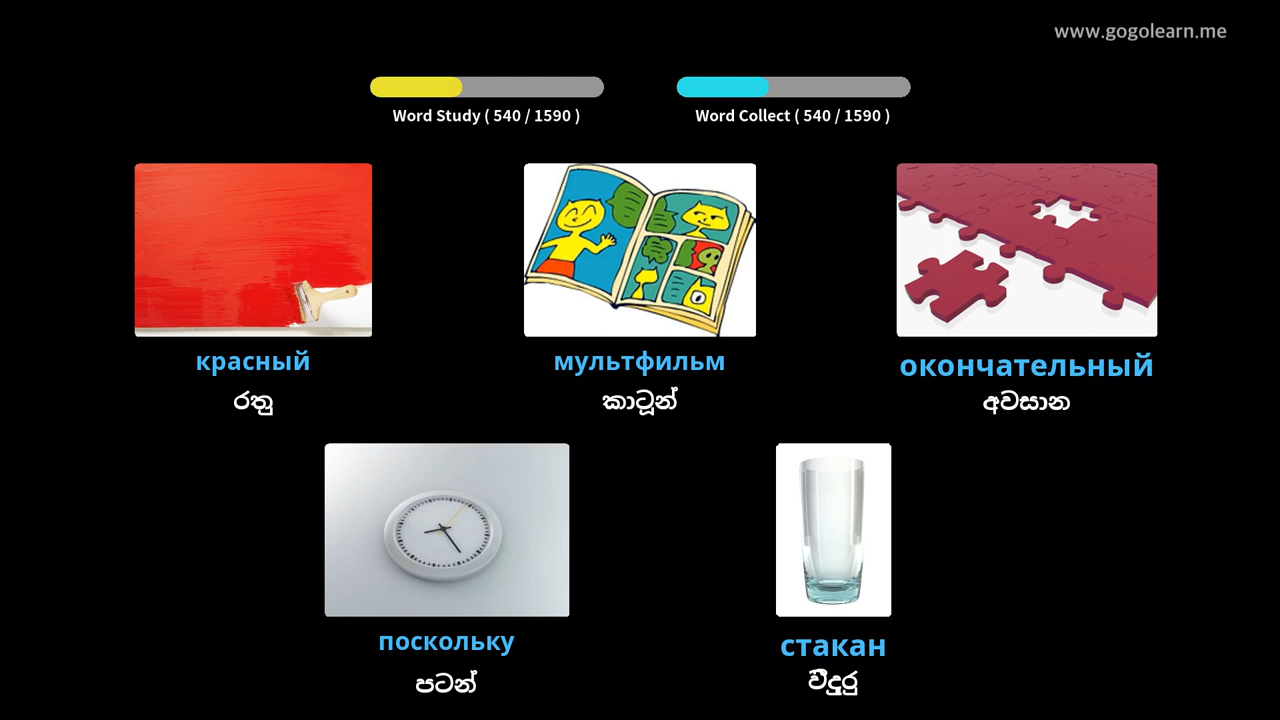 www.gogolearn.me
Word Study ( 540 / 1590 )
Word Collect ( 540 / 1590 )
красный
රතු
мультфильм
කාටූන්
окончательный
අවසාන
поскольку
පටන්
стакан
වීදුරු